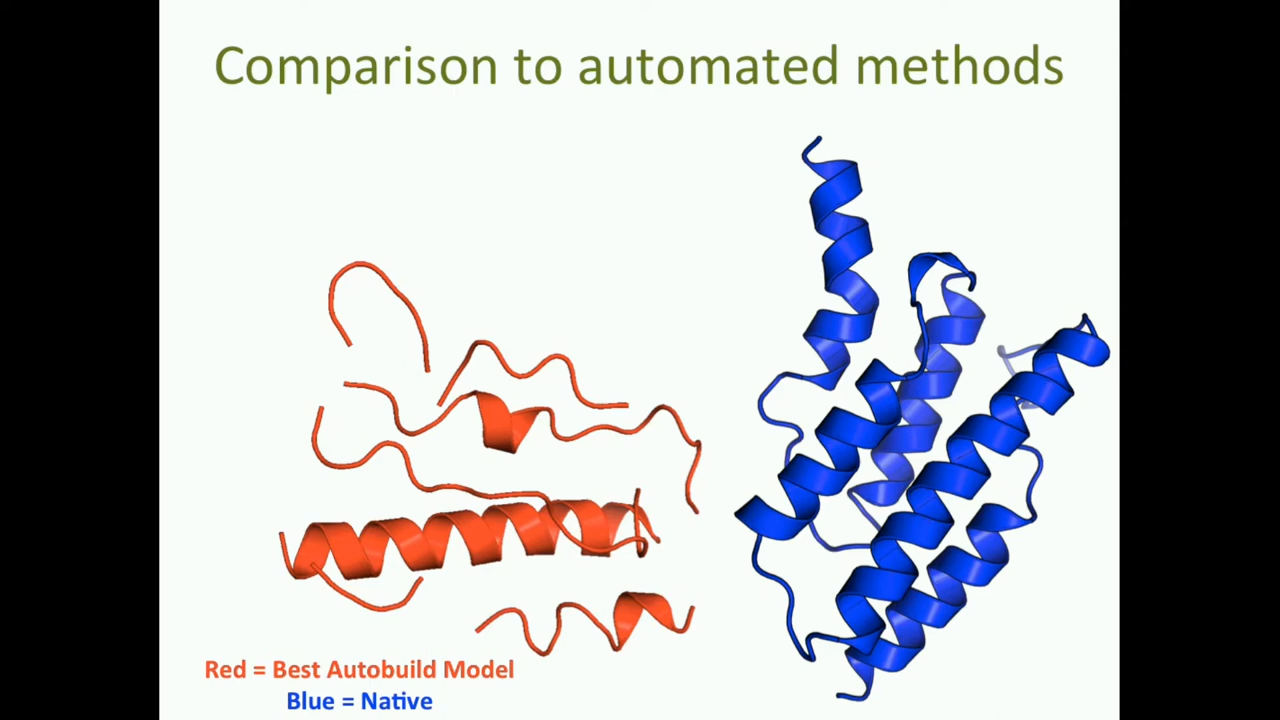 Comparison to automated methods
Red = Best Autobuild Model
Blue = Native